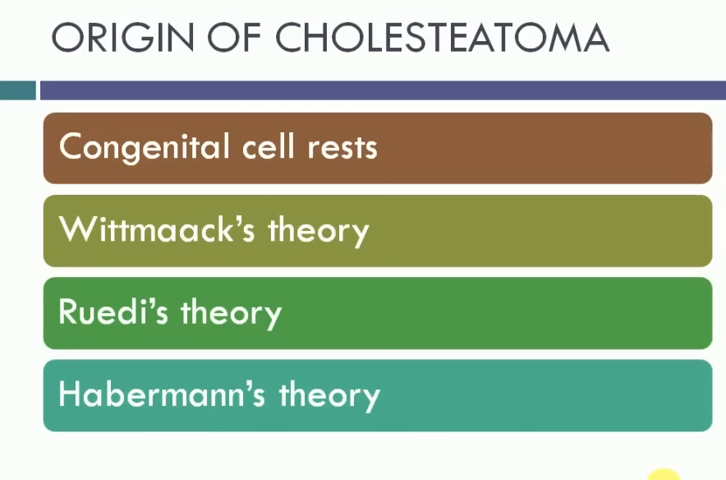 ORIGIN OF CHOLESTEATOMA
Congenital cell rests
Wittmaack's theory
Ruedi's theory
Habermann's theory